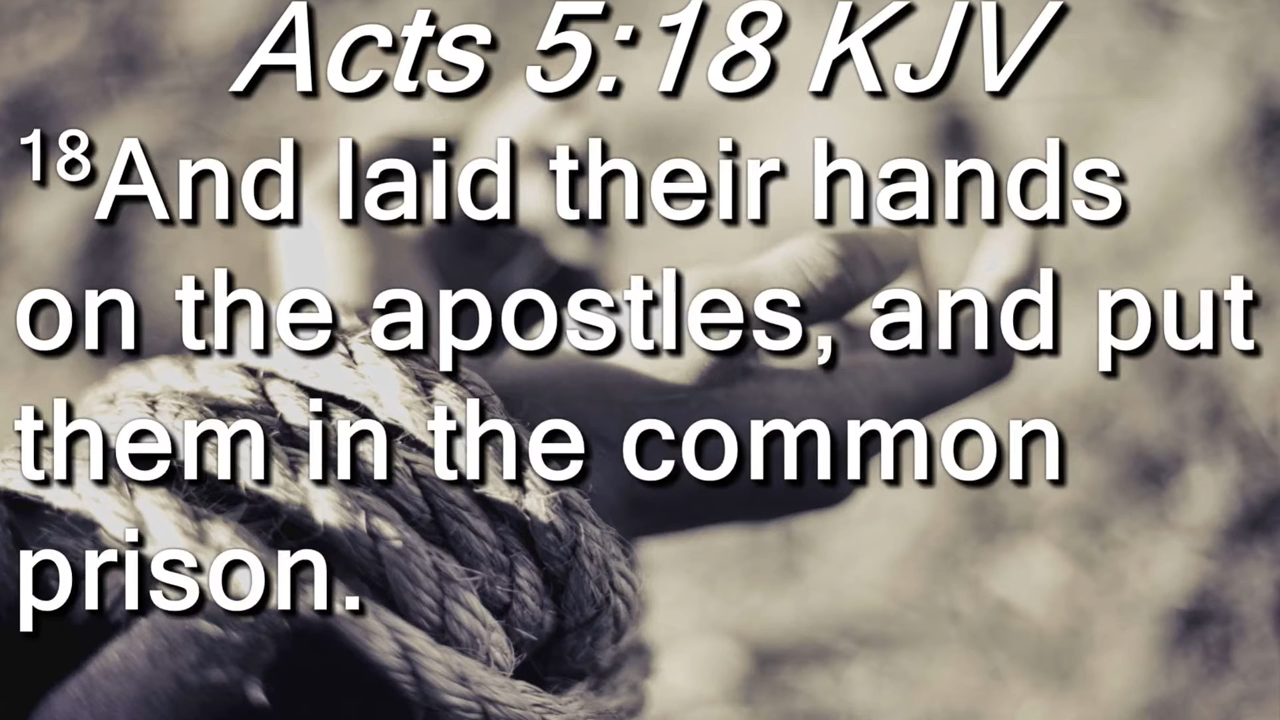 Acts 5:18 KJV
18And laid their hands
on the apostles, and put
them in the common
prison.